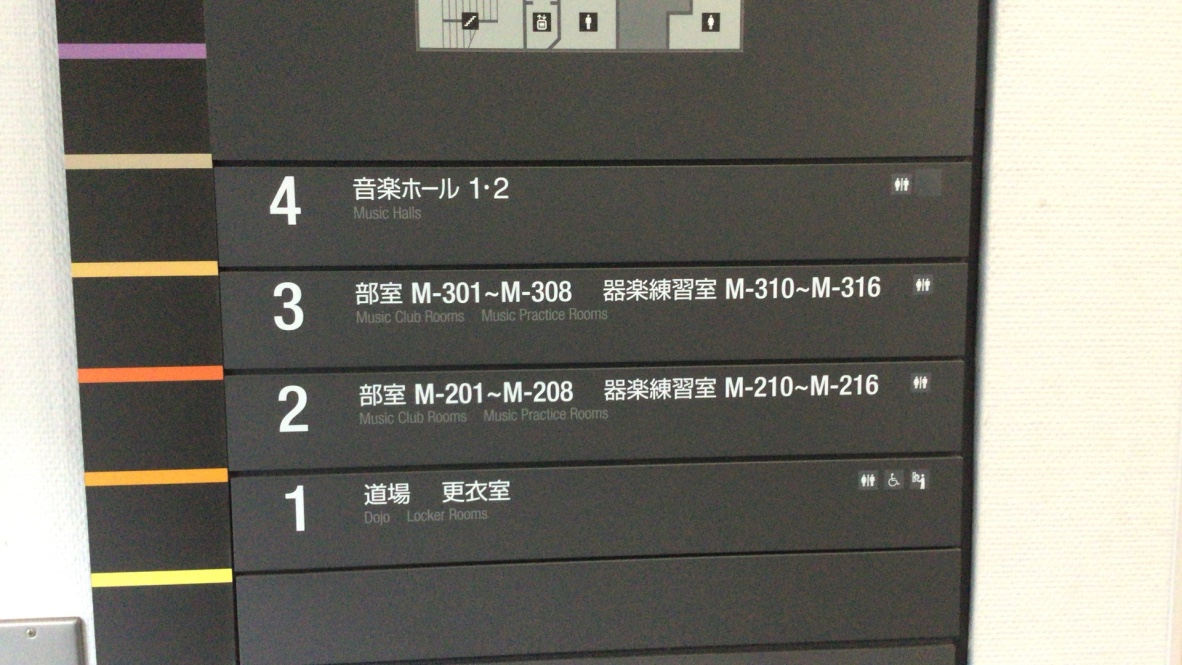 4 音楽ホール 1・2
Music Halls
3 部室 M-301~M-308 器楽練習室 M-310~M-316
Music Club Rooms Music Practice Rooms
2 部室 M-201~M-208 器楽練習室 M-210~M-216
Music Club Rooms Music Practice Rooms
1 道場 更衣室
Dojo Locker Rooms